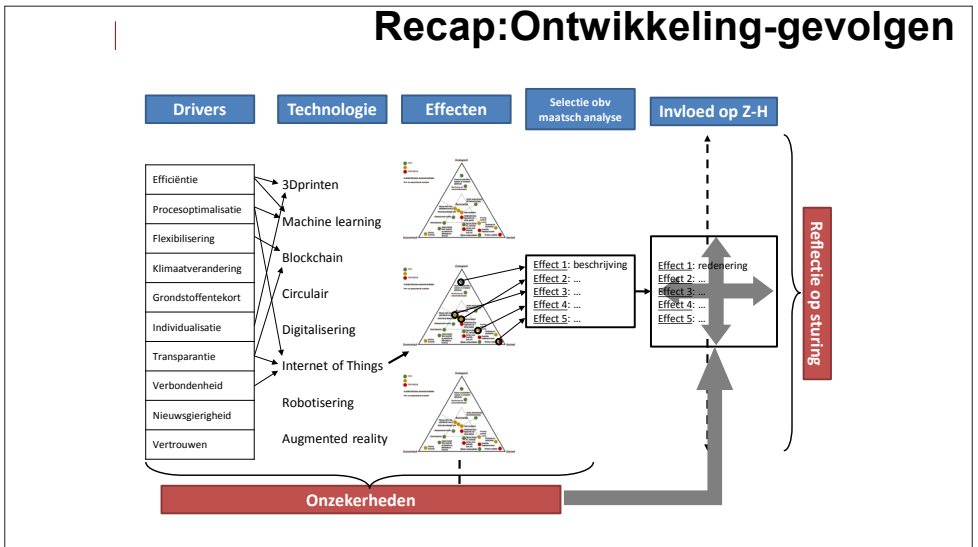 Recap:Ontwikkeling-gevolgen
Drivers
Technologie
Effecten
Selectie obv
maatsch analyse
Invloed op Z-H
Efficiëntie
Procesoptimalisatie
Flexibilisering
Klimaatverandering
Grondstoffentekort
Individualisatie
Transparantie
Verbondenheid
Nieuwsgierigheid
Vertrouwen
3Dprinten
Machine learning
Blockchain
Circulair
Digitalisering
Internet of Things
Robotisering
Augmented reality
Effect 1: beschrijving
Effect 2: ...
Effect 3: ...
Effect 4: ...
Effect 5: ...
Effect 1: redenering
Effect 2: ...
Effect 3: ...
Effect 4: ...
Effect 5: ...
Reflectie op sturing
Onzekerheden